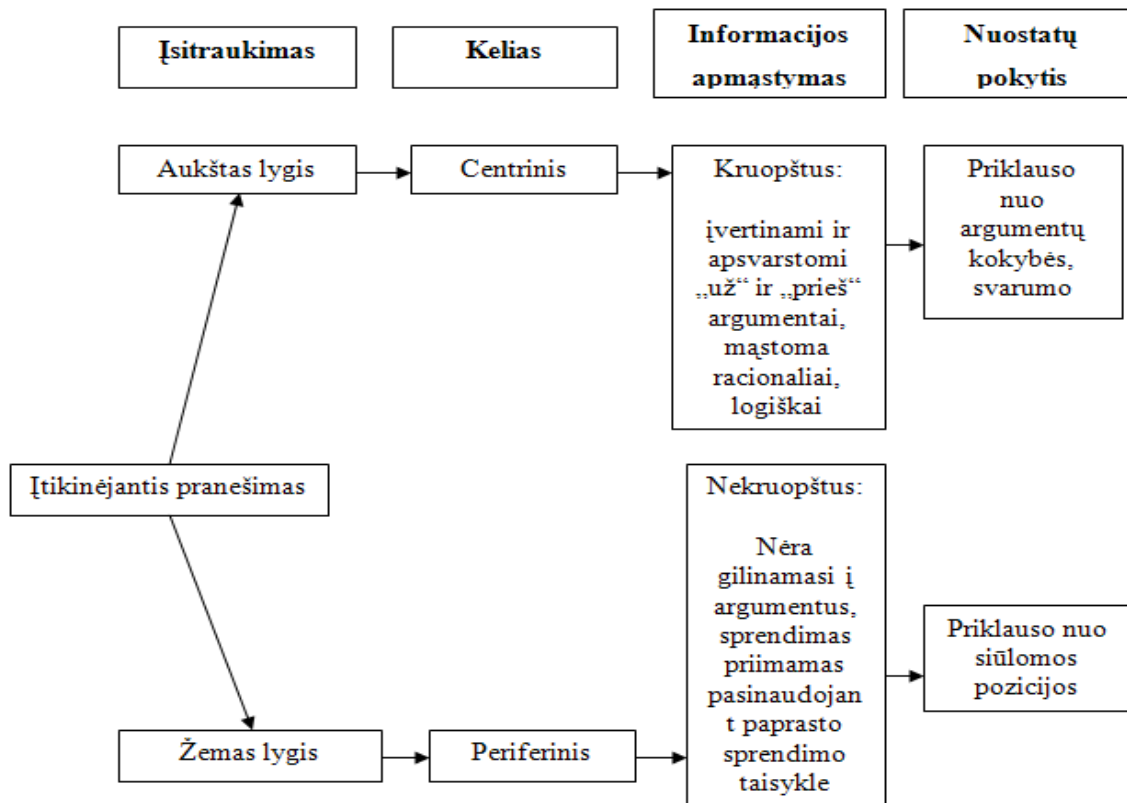 Įsitraukimas
Kelias
Informacijos
apmąstymas
Nuostatų
pokytis
Aukštas lygis
Centrinis
Kruopštus:
įvertinami ir
apsvarstomi
„už“ ir „prieš“
argumentai,
mąstoma
racionaliai,
logiškai
Priklauso
nuo
argumentų
kokybės,
svarumo
Įtikinėjantis pranešimas
Žemas lygis
Periferinis
Nekruopštus:
Nėra
gilinamasi į
argumentus,
sprendimas
priimamas
pasinaudojan
t paprasto
sprendimo
taisykle
Priklauso nuo
siūlomos
pozicijos